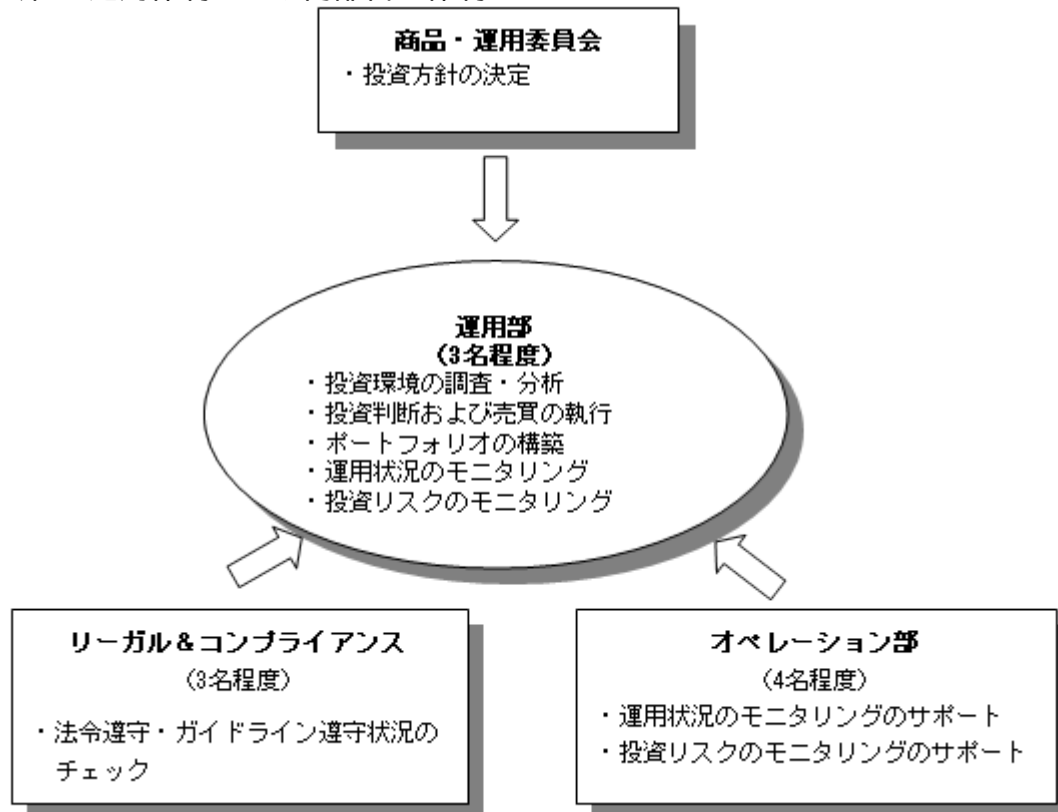 商品・運用委員会
・投資方針の決定
運用部
(3名程度)
・投資環境の調査・分析
・投資判断および売買の執行
・ポートフォリオの構築
・運用状況のモニタリング
・投資リスクのモニタリング
リーガル&コンプライアンス
(3名程度)
・法令遵守・ガイドライン遵守状況の
チェック
オペレーション部
(4名程度)
・運用状況のモニタリングのサポート
・投資リスクのモニタリングのサポート